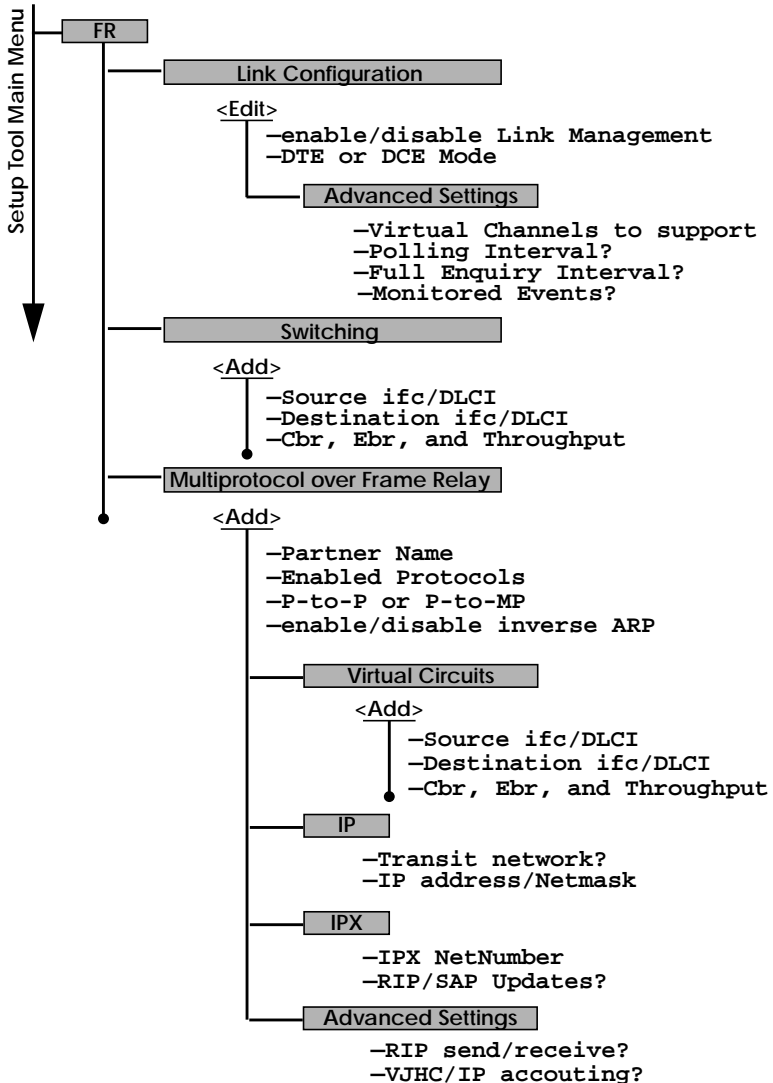 Setup Tool Main Menu
FR
Link Configuration
<Edit>
—enable/disable Link Management
—DTE or DCE Mode
Advanced Settings
—Virtual Channels to support
—Polling Interval?
—Full Enquiry Interval?
—Monitored Events?
Switching
<Add>
—Source ifc/DLCI
—Destination ifc/DLCI
—Cbr, Ebr, and Throughput
Multiprotocol over Frame Relay
<Add>
—Partner Name
—Enabled Protocols
—P-to-P or P-to-MP
—enable/disable inverse ARP
Virtual Circuits
<Add>
—Source ifc/DLCI
—Destination ifc/DLCI
—Cbr, Ebr, and Throughput
IP
—Transit network?
—IP address/Netmask
IPX
—IPX NetNumber
—RIP/SAP Updates?
Advanced Settings
—RIP send/receive?
—VJHC/IP accouting?